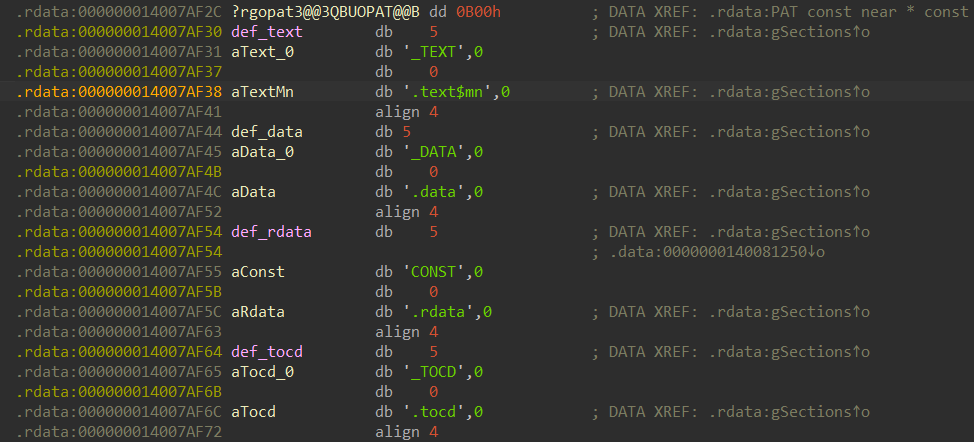 .rdata:000000014007AF2C ?rgopat3@@3QBUOPAT@@B dd 0B00h ; DATA XREF: .rdata:PAT const near * const
.rdata:000000014007AF30 def_text db 5 ; DATA XREF: .rdata:gSections↑o
.rdata:000000014007AF31 aText_0 db '_TEXT',0
.rdata:000000014007AF37 db 0
.rdata:000000014007AF38 aTextMn db '.text$mn',0 ; DATA XREF: .rdata:gSections↑o
.rdata:000000014007AF41 align 4
.rdata:000000014007AF44 def_data db 5 ; DATA XREF: .rdata:gSections↑o
.rdata:000000014007AF45 aData_0 db '_DATA',0
.rdata:000000014007AF4B db 0
.rdata:000000014007AF4C aData db '.data',0 ; DATA XREF: .rdata:gSections↑o
.rdata:000000014007AF52 align 4
.rdata:000000014007AF54 def_rdata db 5 ; DATA XREF: .rdata:gSections↑o
.rdata:000000014007AF54 ; .data:0000000140081250↓o
.rdata:000000014007AF55 aConst db 'CONST',0
.rdata:000000014007AF5B db 0
.rdata:000000014007AF5C aRdata db '.rdata',0 ; DATA XREF: .rdata:gSections↑o
.rdata:000000014007AF63 align 4
.rdata:000000014007AF64 def_tocd db 5 ; DATA XREF: .rdata:gSections↑o
.rdata:000000014007AF65 aTocd_0 db '_TOCD',0
.rdata:000000014007AF6B db 0
.rdata:000000014007AF6C aTocd db '.tocd',0 ; DATA XREF: .rdata:gSections↑o
.rdata:000000014007AF72 align 4